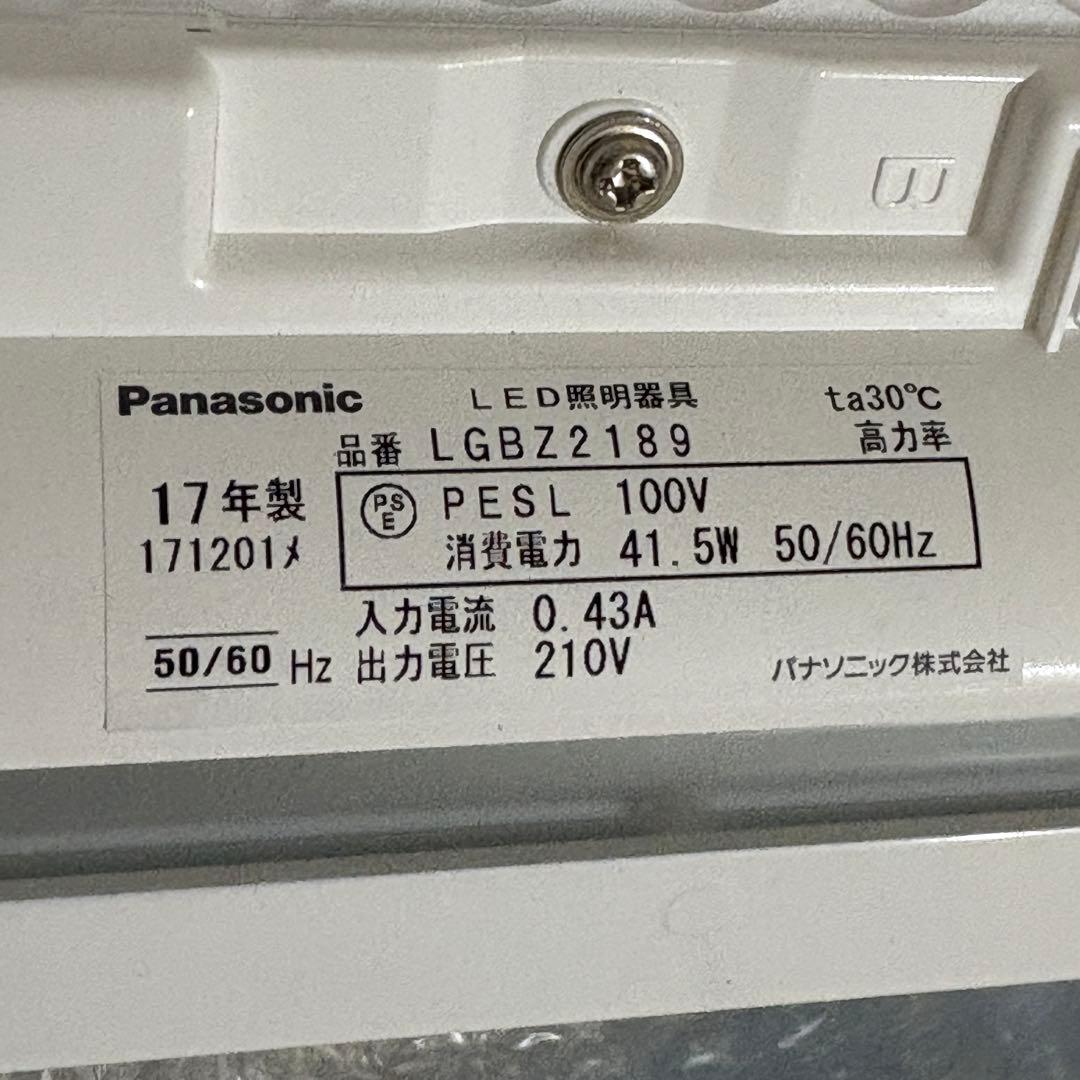 Panasonic LED照明器具 ta30℃
品番 LGBZ2189 高力率
17年製 PSE PESL 100V
171201メ 消費電力 41.5W 50/60Hz
入力電流 0.43A
50/60 Hz 出力電圧 210V パナソニック株式会社